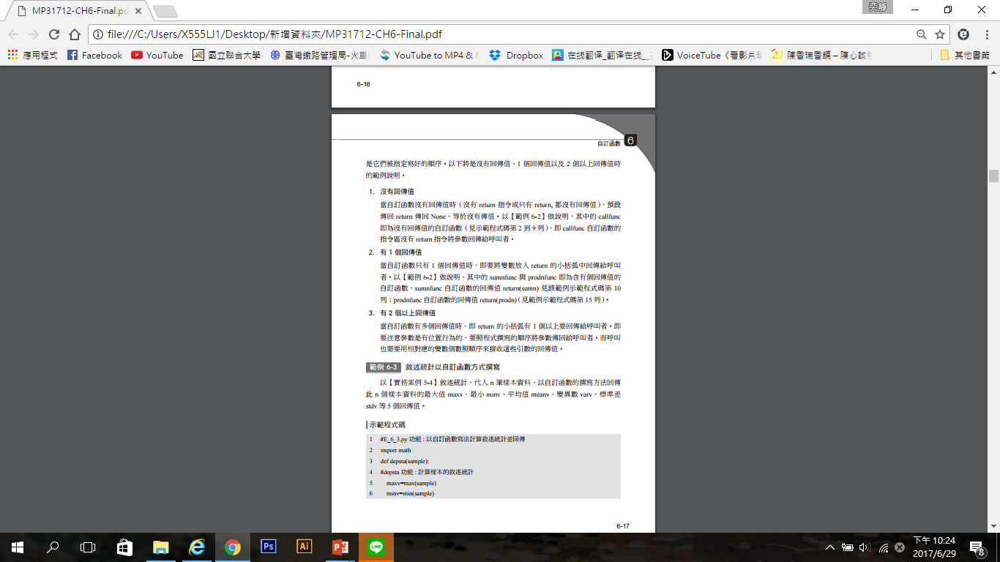 MP31712-CH6-Final.pd
奕靜
file:///C:/Users/X555LJ1/Desktop/新增資料夾/MP31712-CH6-Final.pdf
應用程式 Facebook YouTube 國立聯合大學 臺灣鐵路管理局-火車 YouTube to MP4 & Dropbox 在线翻译_翻译在线_ VoiceTube《看影片學 陳香瑞香舖 – 陳心誠 其他書籤
6-16
自訂函數 6
是它們被指定寫好的順序。以下將是沒有回傳值、1 個回傳值以及 2 個以上回傳值時
的範例說明。
1. 沒有回傳值
當自訂函數沒有回傳值時（沒有 return 指令或只有 return, 都沒有回傳值），預設
傳回 return 傳回 None，等於沒有傳值。以【範例 6-2】做說明，其中的 callfunc
即為沒有回傳值的自訂函數（見示範程式碼第 2 到 9 列），即 callfunc 自訂函數的
指令區沒有 return 指令將參數回傳給呼叫者。
2. 有 1 個回傳值
當自訂函數只有 1 個回傳值時，即要將變數放入 return 的小括弧中回傳給呼叫
者。以【範例 6-2】做說明，其中的 sumnfunc 與 prodnfunc 即為含有個回傳值的
自訂函數，sumnfunc 自訂函數的回傳值 return(sumn) 見該範例示範程式碼第 10
列；prodnfunc 自訂函數的回傳值 return(prodn)（見範例示範程式碼第 15 列）。
3. 有 2 個以上回傳值
當自訂函數有多個回傳值時，即 return 的小括弧有 1 個以上要回傳給呼叫者。即
要注意參數是有位置行為的，要照程式撰寫的順序將參數傳回給呼叫者。而呼叫
也需要用相對應的變數個數照順序來接收這些引數的回傳值。
範例 6-3 敘述統計以自訂函數方式撰寫
以【實務案例 5-4】敘述統計，代入 n 筆樣本資料，以自訂函數的撰寫方法回傳
此 n 個樣本資料的最大值 maxv、最小 minv、平均值 meanv、變異數 varv、標準差
stdv 等 5 個回傳值。
示範程式碼
1 #E_6_3.py 功能 : 以自訂函數寫法計算敘述統計並回傳
2 import math
3 def depsta(sample):
4 #depsta 功能 : 計算樣本的敘述統計
5 maxv=max(sample)
6 minv=min(sample)
6-17
Ps Ai P LINE
下午 10:24
2017/6/29
8